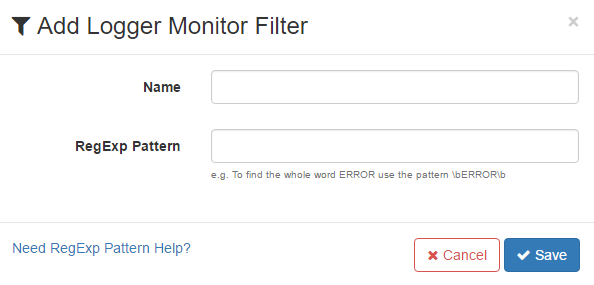 Add Logger Monitor Filter
×
Name
RegExp Pattern
e.g. To find the whole word ERROR use the pattern \bERROR\b
Need RegExp Pattern Help?
Cancel
Save